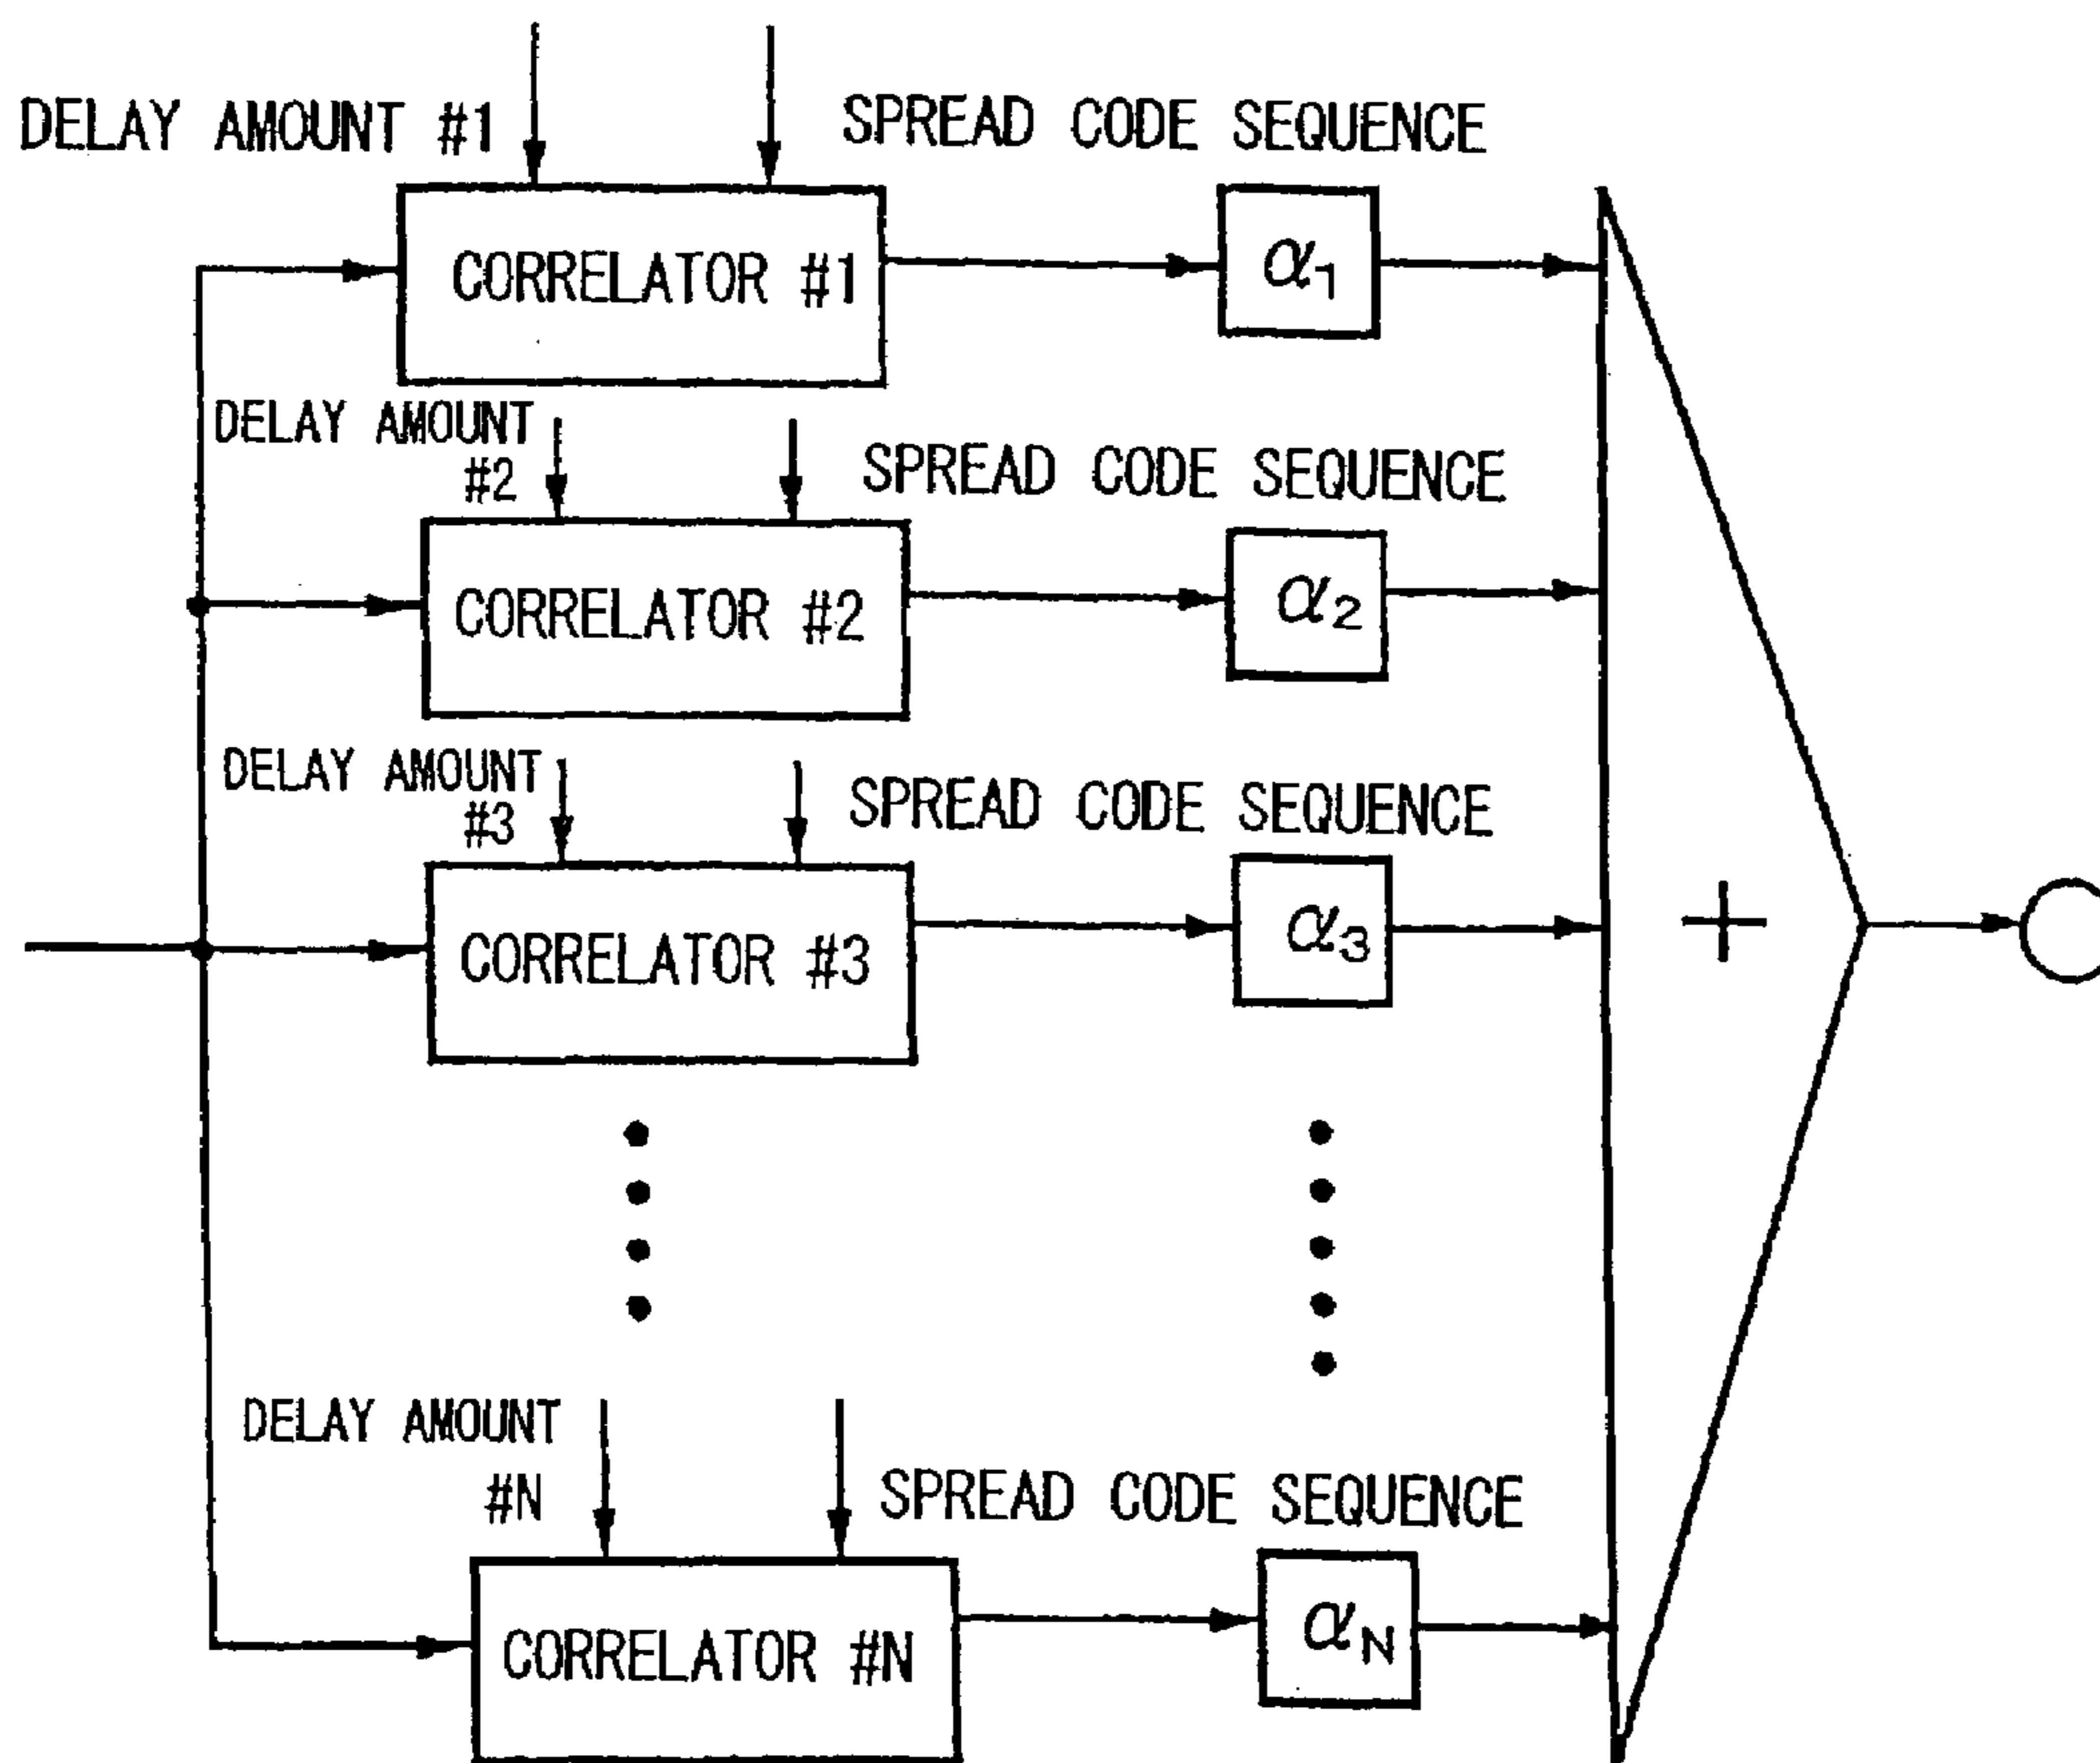 DELAY AMOUNT #1
SPREAD CODE SEQUENCE
CORRELATOR #1
α1
DELAY AMOUNT
#2
SPREAD CODE SEQUENCE
CORRELATOR #2
α2
DELAY AMOUNT
#3
SPREAD CODE SEQUENCE
CORRELATOR #3
α3
+
DELAY AMOUNT
#N
SPREAD CODE SEQUENCE
CORRELATOR #N
αN